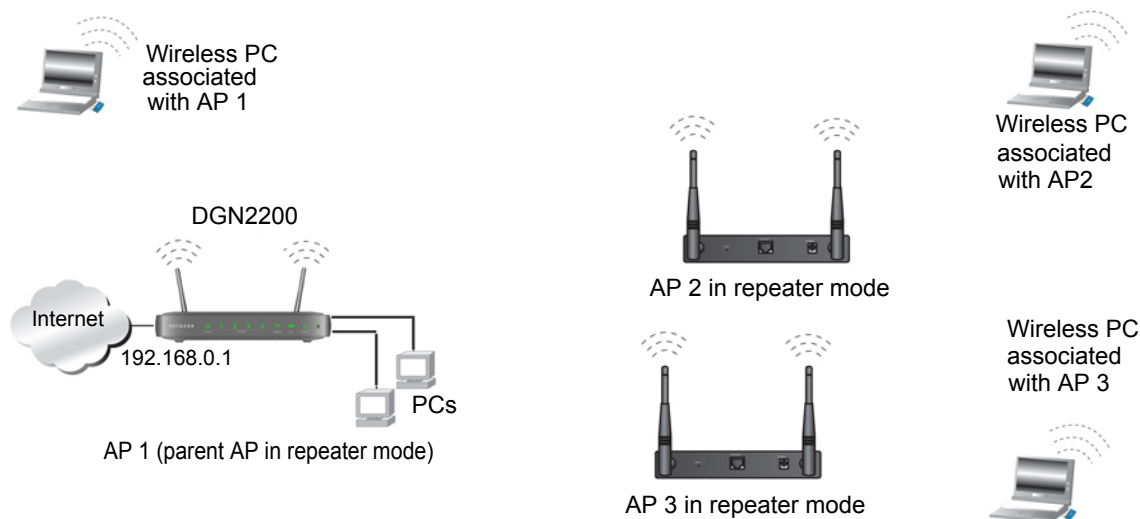 Wireless PC
associated
with AP 1
Wireless PC
associated
with AP2
DGN2200
AP 2 in repeater mode
Internet
192.168.0.1
PCs
AP 1 (parent AP in repeater mode)
Wireless PC
associated
with AP 3
AP 3 in repeater mode
NETGEAR